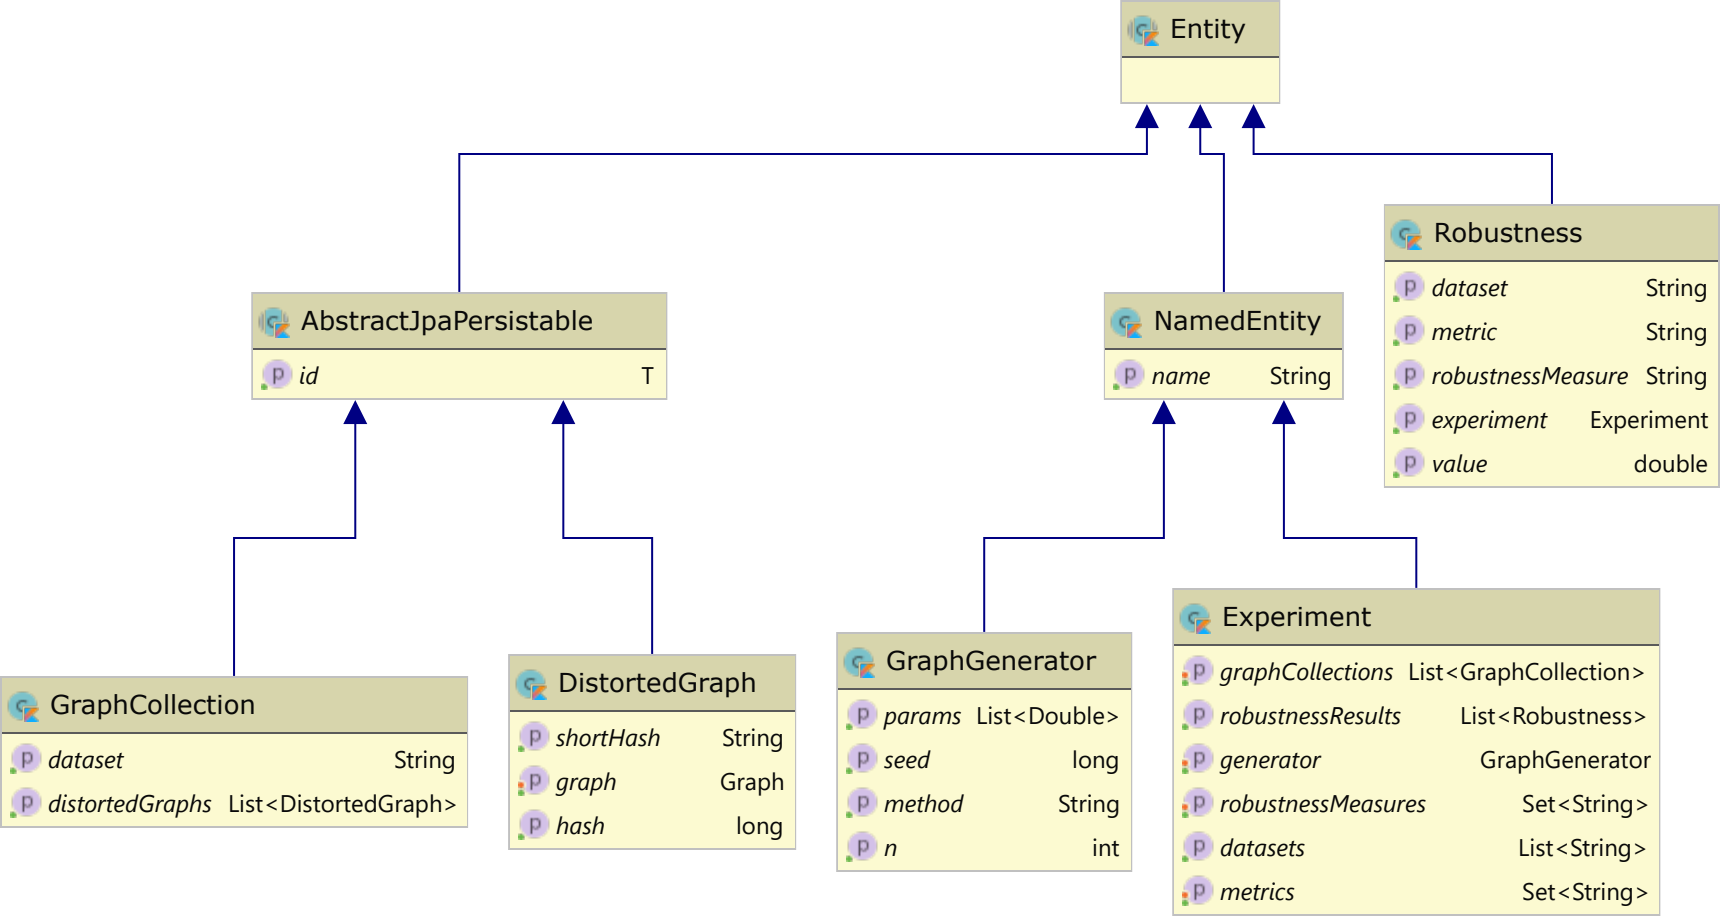 Entity
Robustness
dataset String
metric String
robustnessMeasure String
experiment Experiment
value double
AbstractJpaPersistable
id T
NamedEntity
name String
GraphCollection
dataset String
distortedGraphs List<DistortedGraph>
DistortedGraph
shortHash String
graph Graph
hash long
GraphGenerator
params List<Double>
seed long
method String
n int
Experiment
graphCollections List<GraphCollection>
robustnessResults List<Robustness>
generator GraphGenerator
robustnessMeasures Set<String>
datasets List<String>
metrics Set<String>